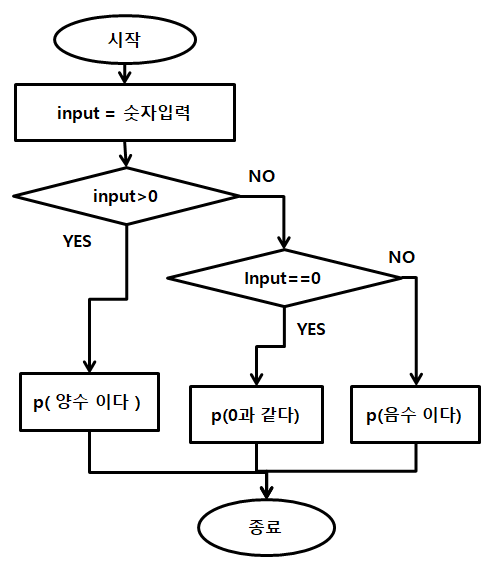 시작
input = 숫자입력
input>0
NO
YES
Input==0
NO
YES
p( 양수 이다 )
p(0과 같다)
p(음수 이다)
종료